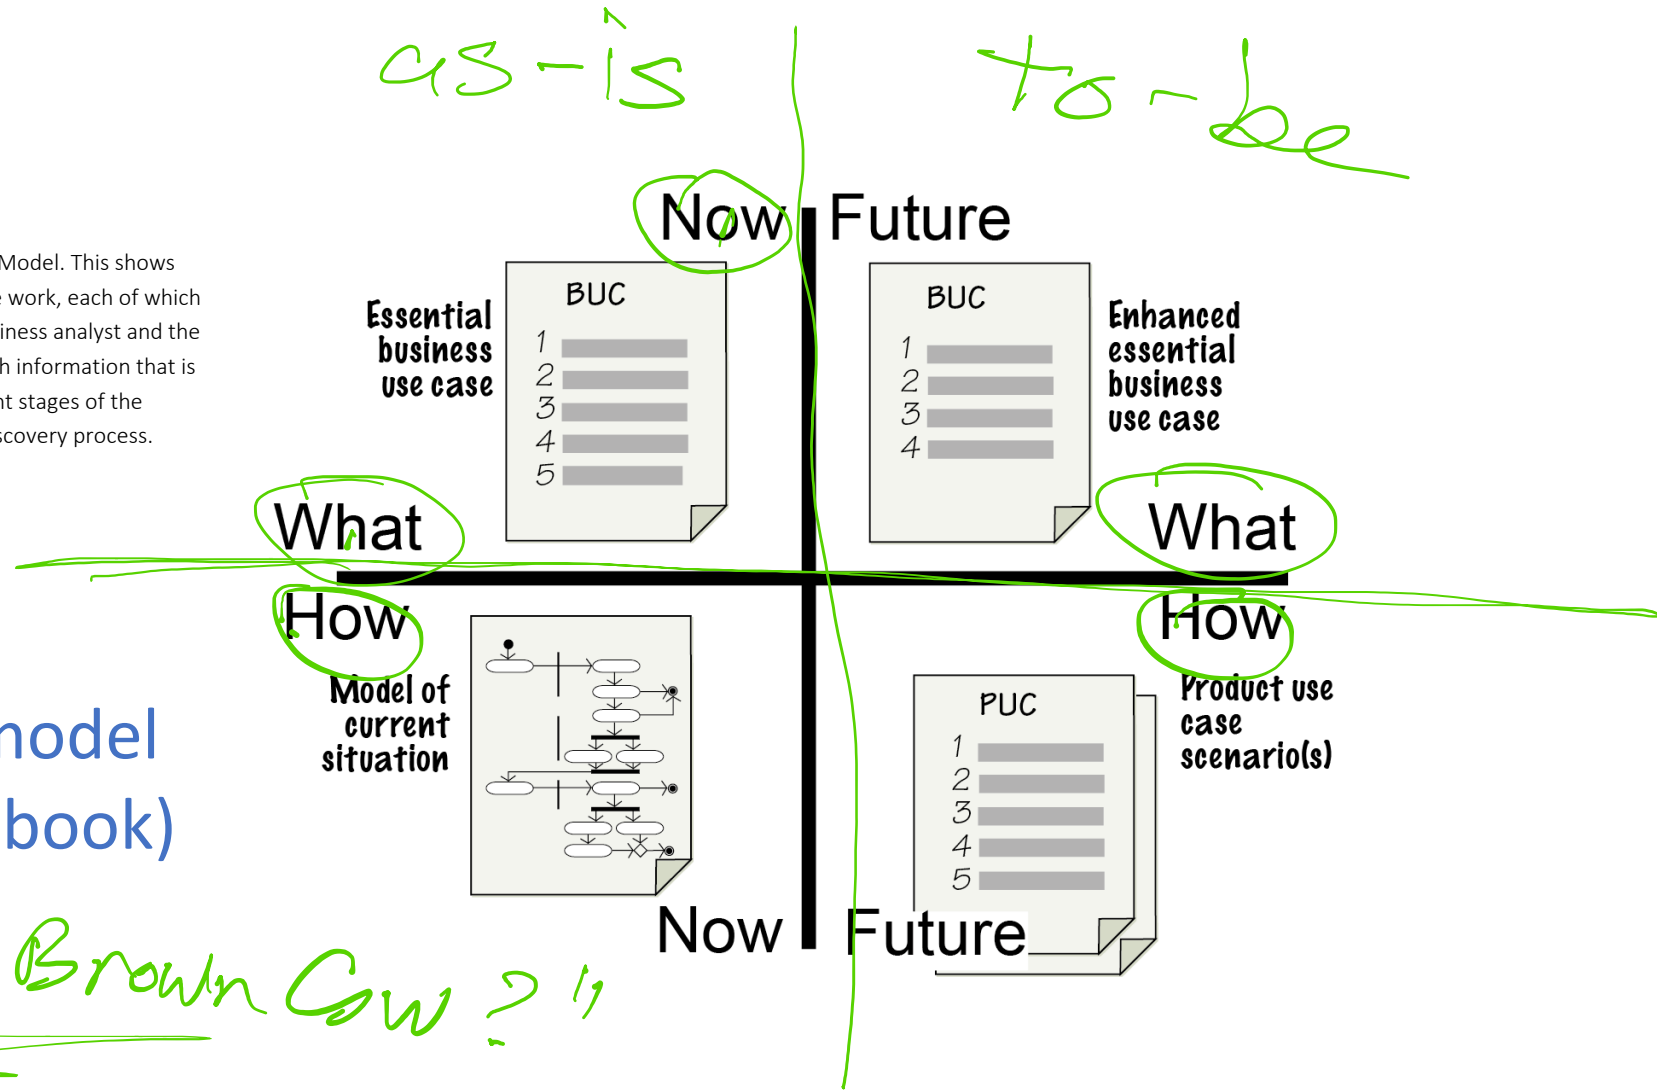 as-is
to-be
Now
Future
Model. This shows
e work, each of which
iness analyst and the
h information that is
nt stages of the
scovery process.
Essential
business
use case
BUC
1
2
3
4
5
BUC
1
2
3
4
Enhanced
essential
business
use case
What
What
How
How
Model of
current
situation
PUC
1
2
3
4
5
Product use
case
scenario(s)
nodel
book)
Now
Future
Brown Cow?"